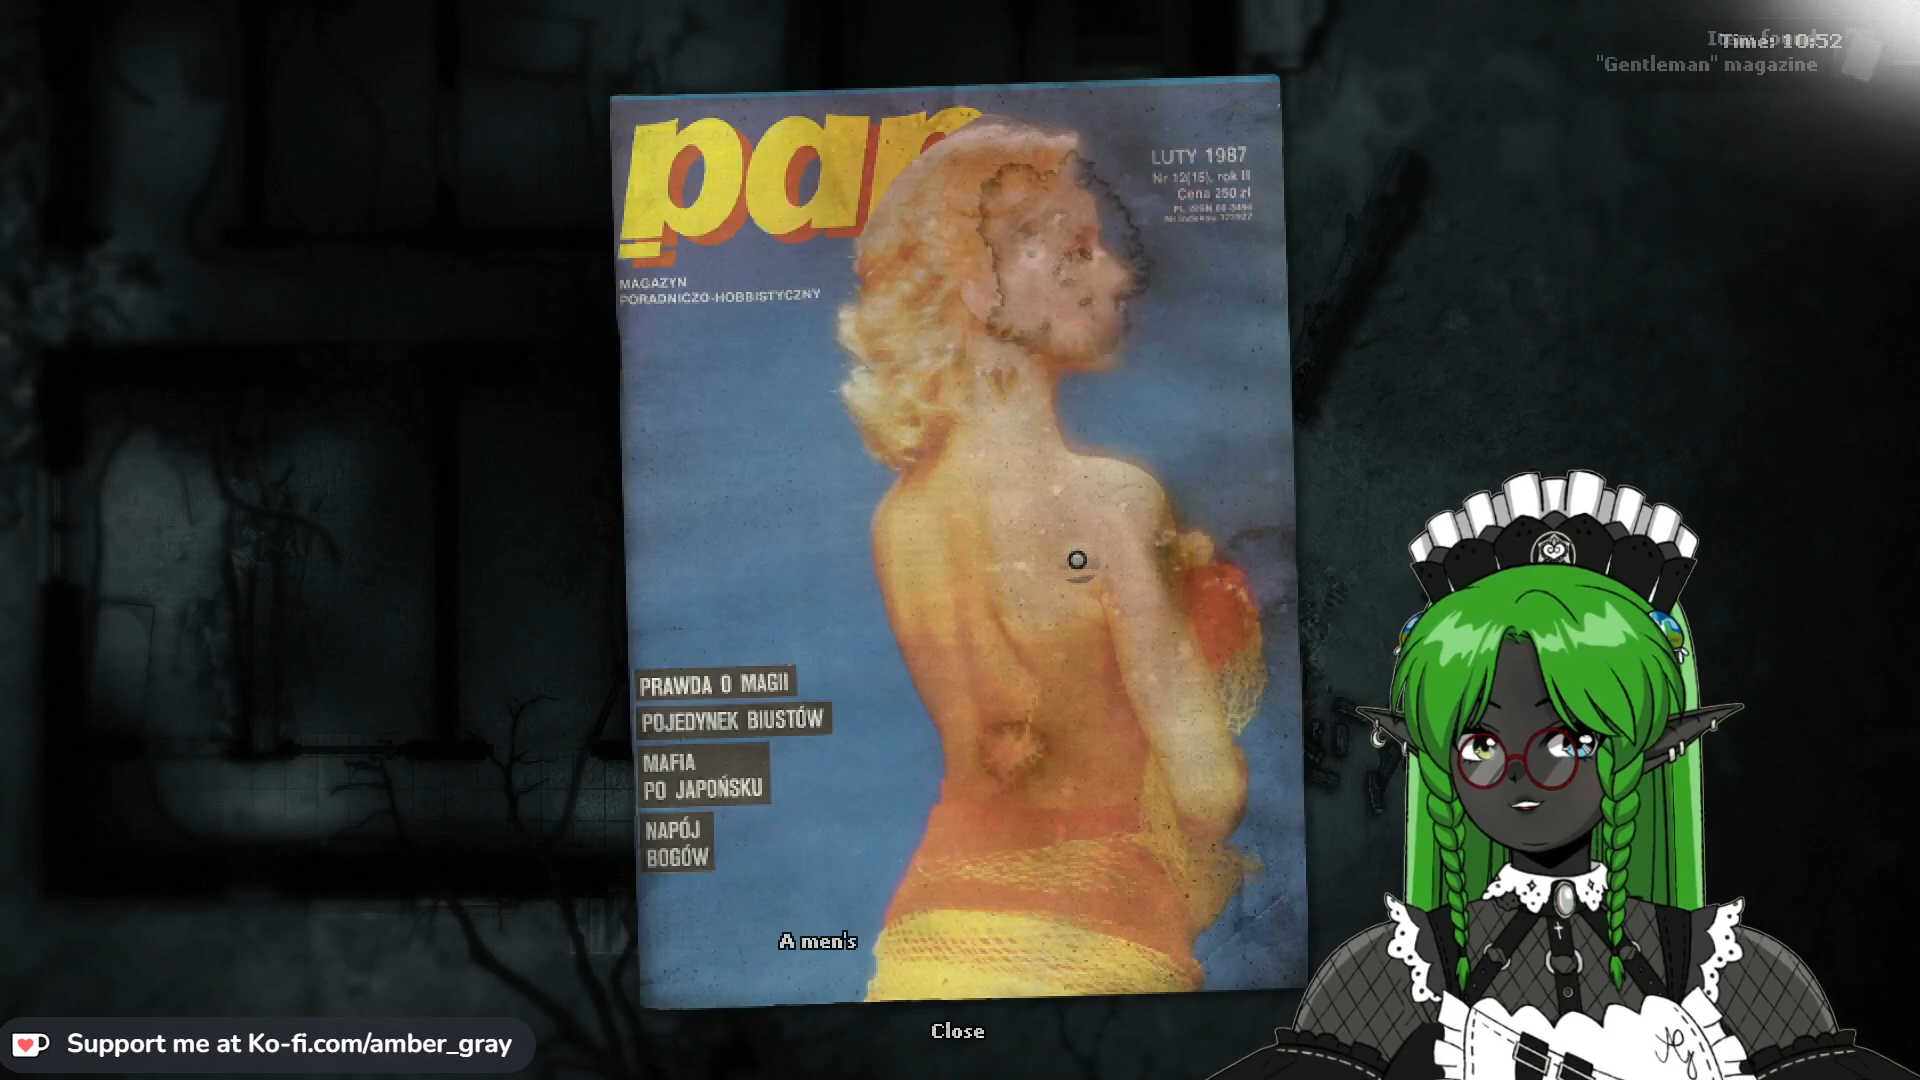 Time: 10:52
"Gentleman" magazine
pan
LUTY 1987
Nr 12(15), rok II
Cena 250 zł
MAGAZYN
PORADNICZO-HOBBISTYCZNY
PRAWDA O MAGII
POJEDYNEK BIUSTÓW
MAFIA
PO JAPOŃSKU
NAPÓJ
BOGÓW
A men's
Close
Support me at Ko-fi.com/amber_gray